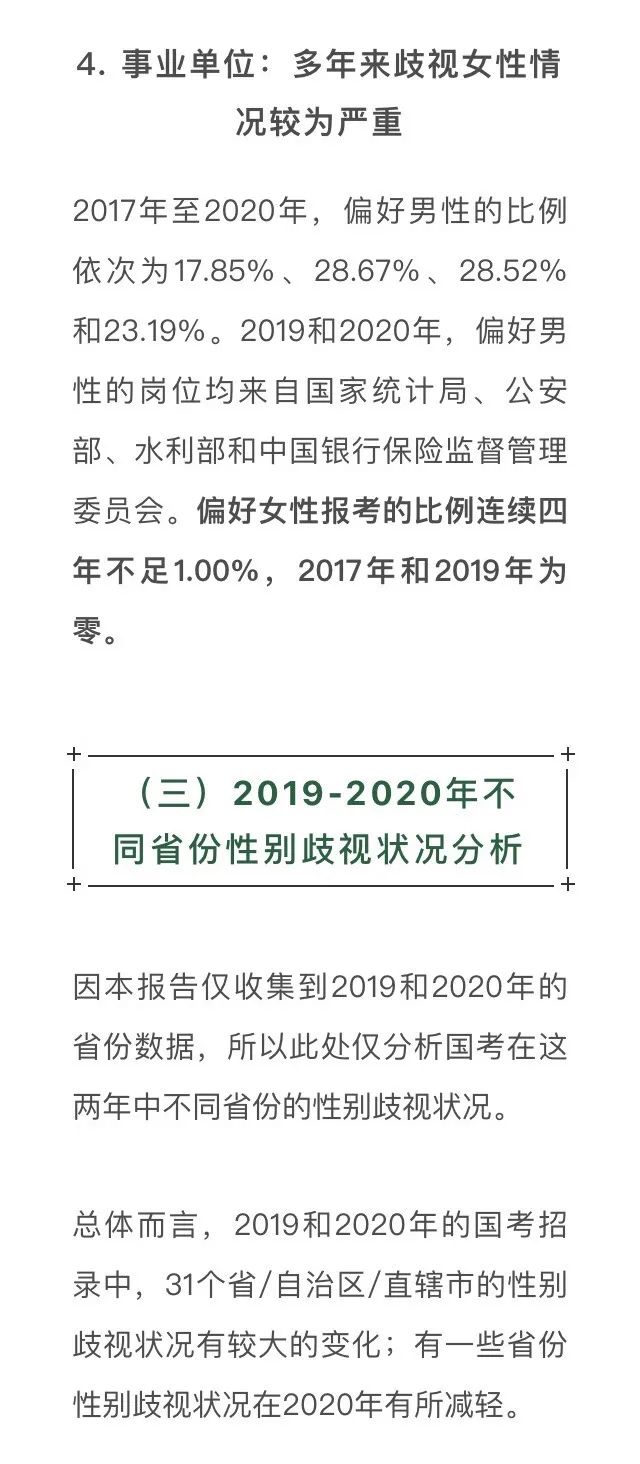 4. 事业单位：多年来歧视女性情
况较为严重
2017年至2020年，偏好男性的比例
依次为17.85%、28.67%、28.52%
和23.19%。2019和2020年，偏好男
性的岗位均来自国家统计局、公安
部、水利部和中国银行保险监督管理
委员会。偏好女性报考的比例连续四
年不足1.00%，2017年和2019年为
零。
（三）2019-2020年不
同省份性别歧视状况分析
因本报告仅收集到2019和2020年的
省份数据，所以此处仅分析国考在这
两年中不同省份的性别歧视状况。
总体而言，2019和2020年的国考招
录中，31个省/自治区/直辖市的性别
歧视状况有较大的变化；有一些省份
性别歧视状况在2020年有所减轻。